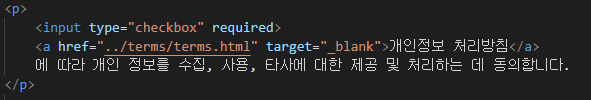 <p>
<input type="checkbox" required>
<a href="../terms/terms.html" target="_blank">개인정보 처리방침</a>
에 따라 개인 정보를 수집, 사용, 타사에 대한 제공 및 처리하는 데 동의합니다.
</p>